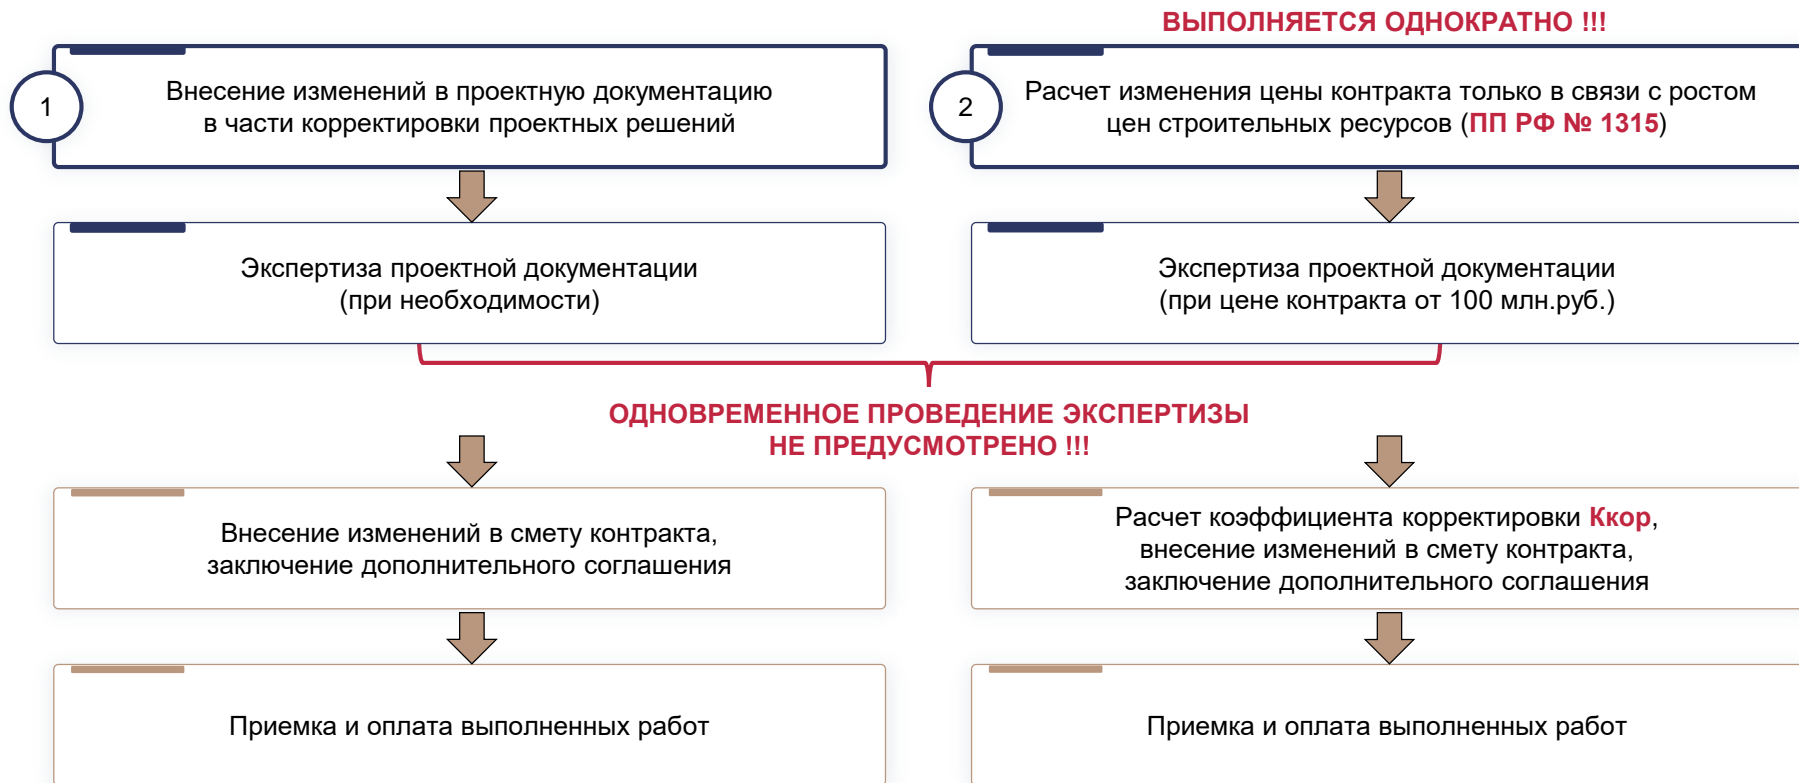 ВЫПОЛНЯЕТСЯ ОДНОКРАТНО !!!
1
Внесение изменений в проектную документацию
в части корректировки проектных решений
2
Расчет изменения цены контракта только в связи с ростом
цен строительных ресурсов (ПП РФ № 1315)
Экспертиза проектной документации
(при необходимости)
Экспертиза проектной документации
(при цене контракта от 100 млн.руб.)
ОДНОВРЕМЕННОЕ ПРОВЕДЕНИЕ ЭКСПЕРТИЗЫ
НЕ ПРЕДУСМОТРЕНО !!!
Внесение изменений в смету контракта,
заключение дополнительного соглашения
Расчет коэффициента корректировки Ккор,
внесение изменений в смету контракта,
заключение дополнительного соглашения
Приемка и оплата выполненных работ
Приемка и оплата выполненных работ